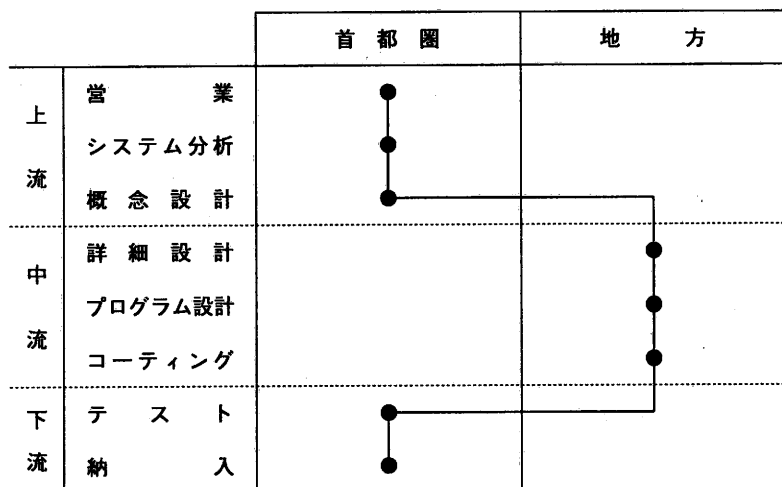 首都圏 地方
上流
営業
システム分析
概念設計
中流
詳細設計
プログラム設計
コーティング
下流
テスト
納入